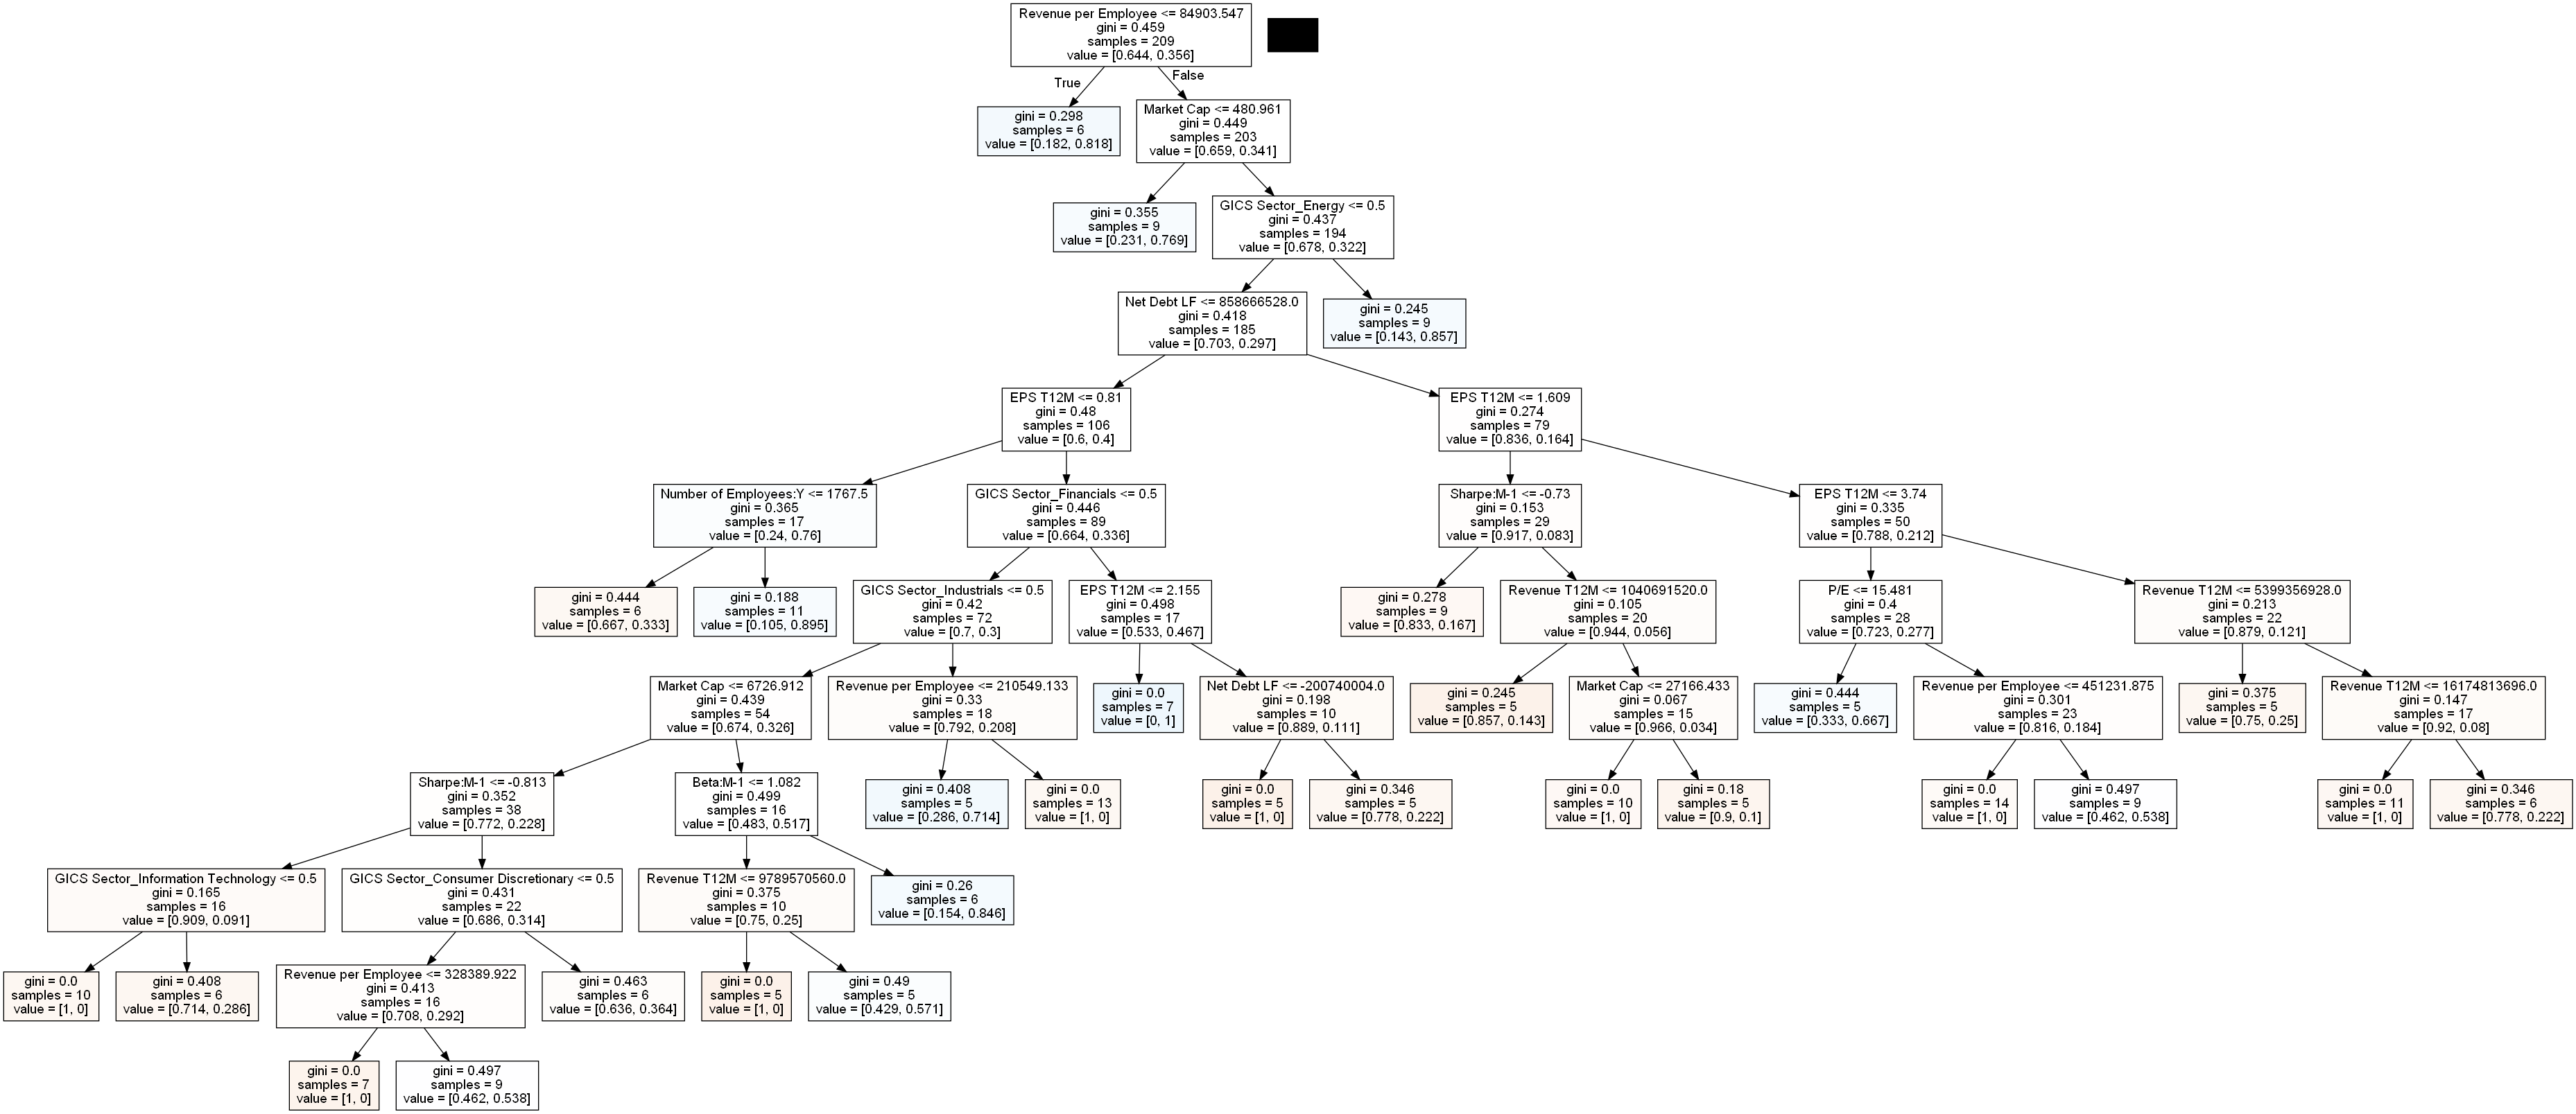 Revenue per Employee <= 84903.547
gini = 0.459
samples = 209
value = [0.644, 0.356]
True
False
gini = 0.298
samples = 6
value = [0.182, 0.818]
Market Cap <= 480.961
gini = 0.449
samples = 203
value = [0.659, 0.341]
gini = 0.355
samples = 9
value = [0.231, 0.769]
GICS Sector_Energy <= 0.5
gini = 0.437
samples = 194
value = [0.678, 0.322]
Net Debt LF <= 858666528.0
gini = 0.418
samples = 185
value = [0.703, 0.297]
gini = 0.245
samples = 9
value = [0.143, 0.857]
EPS T12M <= 0.81
gini = 0.48
samples = 106
value = [0.6, 0.4]
EPS T12M <= 1.609
gini = 0.274
samples = 79
value = [0.836, 0.164]
Number of Employees:Y <= 1767.5
gini = 0.365
samples = 17
value = [0.24, 0.76]
GICS Sector_Financials <= 0.5
gini = 0.446
samples = 89
value = [0.664, 0.336]
Sharpe:M-1 <= -0.73
gini = 0.153
samples = 29
value = [0.917, 0.083]
EPS T12M <= 3.74
gini = 0.335
samples = 50
value = [0.788, 0.212]
gini = 0.444
samples = 6
value = [0.667, 0.333]
gini = 0.188
samples = 11
value = [0.105, 0.895]
GICS Sector_Industrials <= 0.5
gini = 0.42
samples = 72
value = [0.7, 0.3]
EPS T12M <= 2.155
gini = 0.498
samples = 17
value = [0.533, 0.467]
gini = 0.278
samples = 9
value = [0.833, 0.167]
Revenue T12M <= 1040691520.0
gini = 0.105
samples = 20
value = [0.944, 0.056]
P/E <= 15.481
gini = 0.4
samples = 28
value = [0.723, 0.277]
Revenue T12M <= 5399356928.0
gini = 0.213
samples = 22
value = [0.879, 0.121]
Market Cap <= 6726.912
gini = 0.439
samples = 54
value = [0.674, 0.326]
Revenue per Employee <= 210549.133
gini = 0.33
samples = 18
value = [0.792, 0.208]
gini = 0.0
samples = 7
value = [0, 1]
Net Debt LF <= -200740004.0
gini = 0.198
samples = 10
value = [0.889, 0.111]
gini = 0.245
samples = 5
value = [0.857, 0.143]
Market Cap <= 27166.433
gini = 0.067
samples = 15
value = [0.966, 0.034]
gini = 0.444
samples = 5
value = [0.333, 0.667]
Revenue per Employee <= 451231.875
gini = 0.301
samples = 23
value = [0.816, 0.184]
gini = 0.375
samples = 5
value = [0.75, 0.25]
Revenue T12M <= 16174813696.0
gini = 0.147
samples = 17
value = [0.92, 0.08]
Sharpe:M-1 <= -0.813
gini = 0.352
samples = 38
value = [0.772, 0.228]
Beta:M-1 <= 1.082
gini = 0.499
samples = 16
value = [0.483, 0.517]
gini = 0.408
samples = 5
value = [0.286, 0.714]
gini = 0.0
samples = 13
value = [1, 0]
gini = 0.0
samples = 5
value = [1, 0]
gini = 0.346
samples = 5
value = [0.778, 0.222]
gini = 0.0
samples = 10
value = [1, 0]
gini = 0.18
samples = 5
value = [0.9, 0.1]
gini = 0.0
samples = 14
value = [1, 0]
gini = 0.497
samples = 9
value = [0.462, 0.538]
gini = 0.0
samples = 11
value = [1, 0]
gini = 0.346
samples = 6
value = [0.778, 0.222]
GICS Sector_Information Technology <= 0.5
gini = 0.165
samples = 16
value = [0.909, 0.091]
GICS Sector_Consumer Discretionary <= 0.5
gini = 0.431
samples = 22
value = [0.686, 0.314]
Revenue T12M <= 9789570560.0
gini = 0.375
samples = 10
value = [0.75, 0.25]
gini = 0.26
samples = 6
value = [0.154, 0.846]
gini = 0.0
samples = 10
value = [1, 0]
gini = 0.408
samples = 6
value = [0.714, 0.286]
Revenue per Employee <= 328389.922
gini = 0.413
samples = 16
value = [0.708, 0.292]
gini = 0.463
samples = 6
value = [0.636, 0.364]
gini = 0.0
samples = 5
value = [1, 0]
gini = 0.49
samples = 5
value = [0.429, 0.571]
gini = 0.0
samples = 7
value = [1, 0]
gini = 0.497
samples = 9
value = [0.462, 0.538]